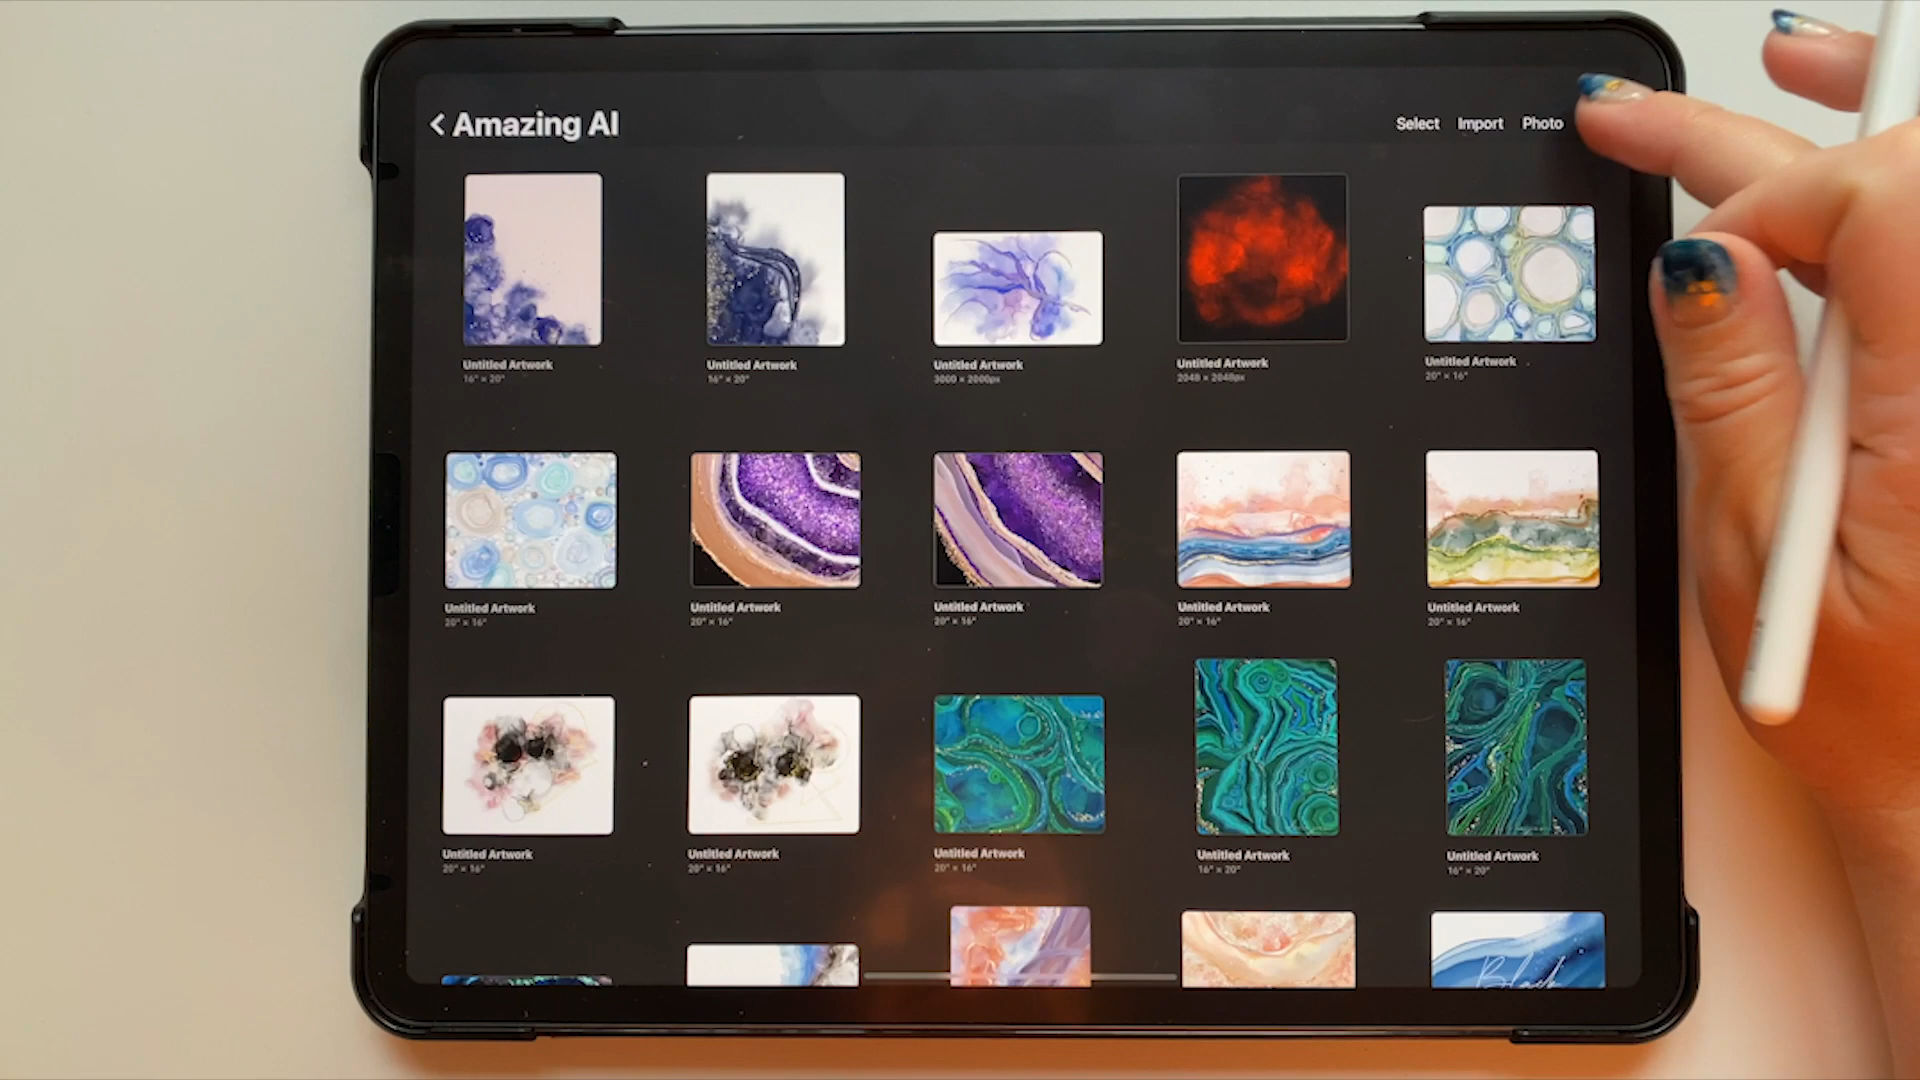 Amazing AI
Select Import Photo
Untitled Artwork
16" × 20"
Untitled Artwork
16" × 20"
Untitled Artwork
3000 × 2000px
Untitled Artwork
2048 × 2048px
Untitled Artwork
20" × 16"
Untitled Artwork
20" × 16"
Untitled Artwork
20" × 16"
Untitled Artwork
20" × 16"
Untitled Artwork
20" × 16"
Untitled Artwork
20" × 16"
Untitled Artwork
20" × 16"
Untitled Artwork
20" × 16"
Untitled Artwork
20" × 16"
Untitled Artwork
16" × 20"
Untitled Artwork
16" × 20"
Black